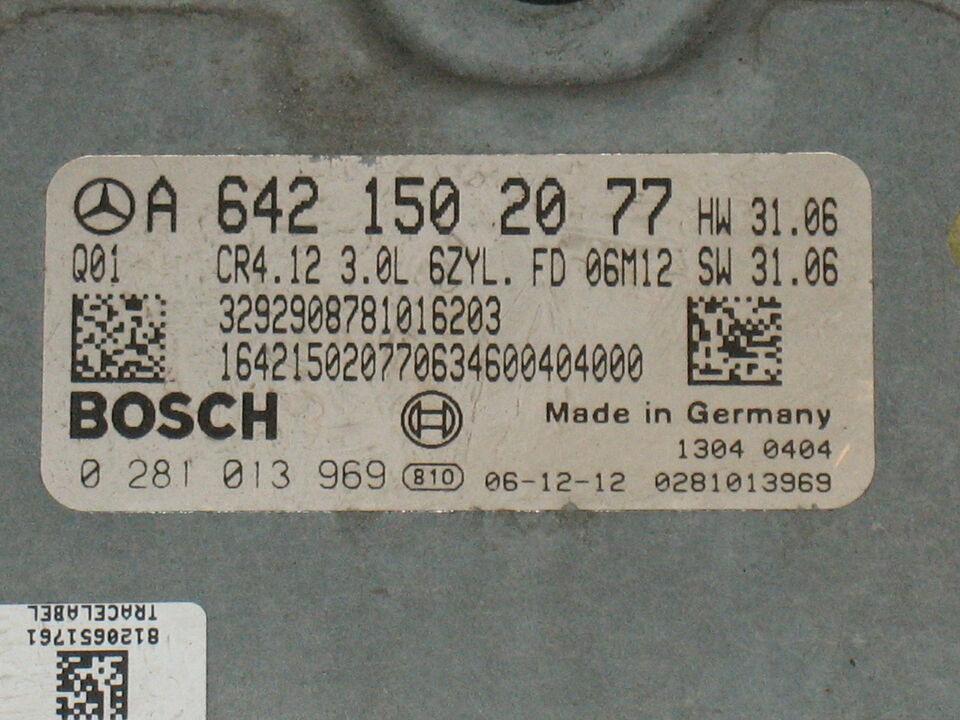 A 642 150 20 77 HW 31.06
Q01 CR4.12 3.0L 6ZYL. FD 06M12 SW 31.06
3292908781016203
164215020770634600404000
BOSCH Made in Germany
1304 0404
0 281 013 969 810 06-12-12 0281013969
TRACELABEL
8120651761